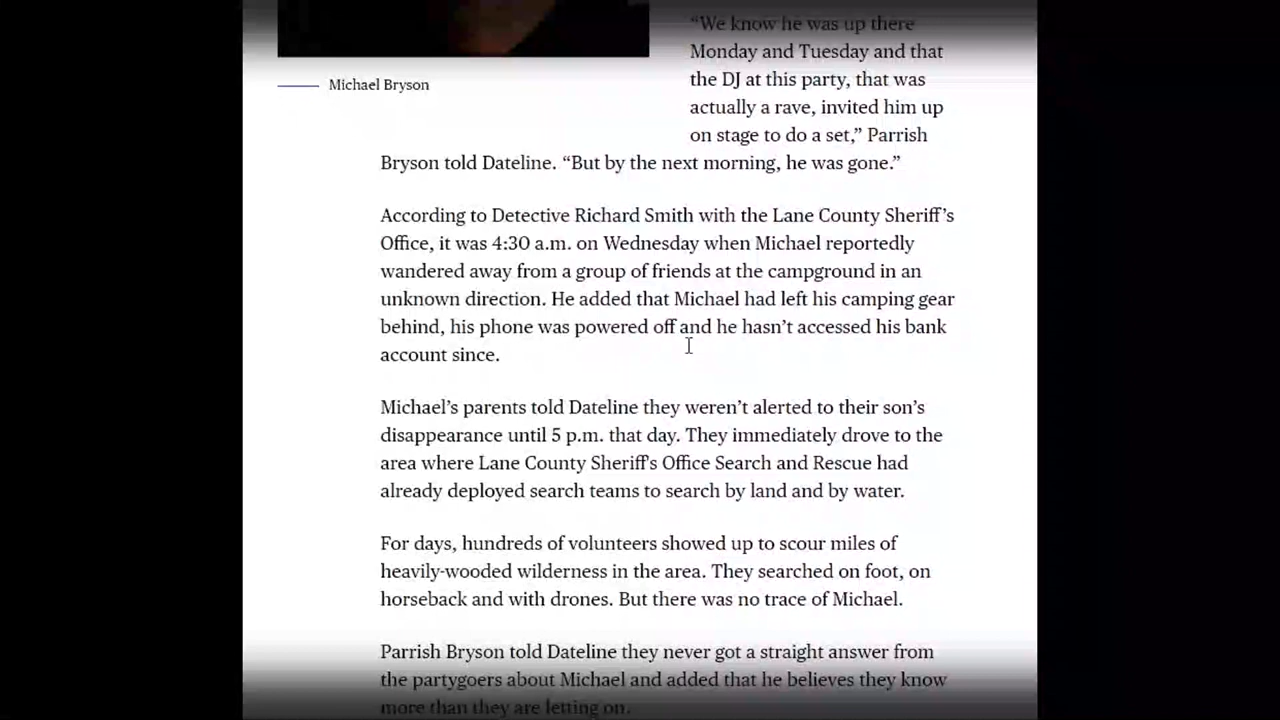 “We know he was up there
Monday and Tuesday and that
the DJ at this party, that was
actually a rave, invited him up
on stage to do a set,” Parrish
Michael Bryson
Bryson told Dateline. “But by the next morning, he was gone.”
According to Detective Richard Smith with the Lane County Sheriff’s
Office, it was 4:30 a.m. on Wednesday when Michael reportedly
wandered away from a group of friends at the campground in an
unknown direction. He added that Michael had left his camping gear
behind, his phone was powered off and he hasn’t accessed his bank
account since.
Michael’s parents told Dateline they weren’t alerted to their son’s
disappearance until 5 p.m. that day. They immediately drove to the
area where Lane County Sheriff’s Office Search and Rescue had
already deployed search teams to search by land and by water.
For days, hundreds of volunteers showed up to scour miles of
heavily-wooded wilderness in the area. They searched on foot, on
horseback and with drones. But there was no trace of Michael.
Parrish Bryson told Dateline they never got a straight answer from
the partygoers about Michael and added that he believes they know
more than they are letting on.